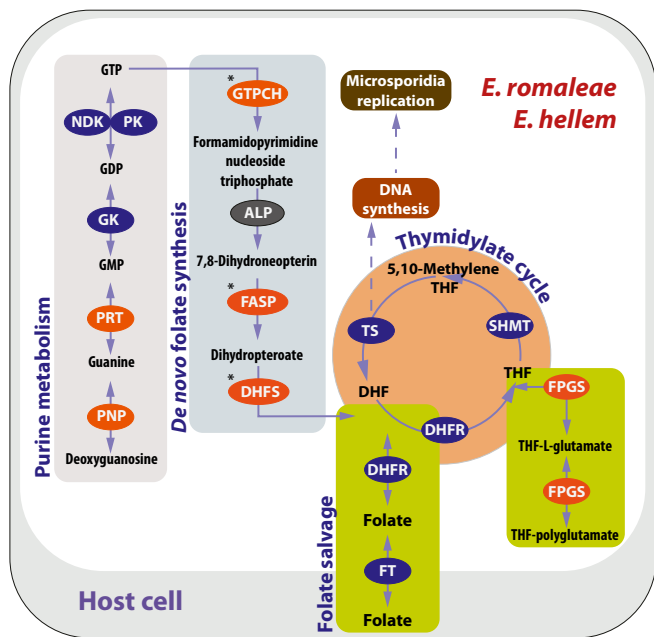 E. romaleae
E. hellem
Purine metabolism
GTP
NDK
PK
GDP
GK
GMP
PRT
Guanine
PNP
Deoxyguanosine
De novo folate synthesis
*
GTPCH
Formamidopyrimidine
nucleoside
triphosphate
ALP
7,8-Dihydroneopterin
*
FASP
Dihydropteroate
*
DHFS
Microsporidia
replication
DNA
synthesis
Thymidylate cycle
5,10-Methylene
THF
TS
SHMT
DHF
THF
DHFR
Folate salvage
DHFR
Folate
FT
Folate
FPGS
THF-L-glutamate
FPGS
THF-polyglutamate
Host cell